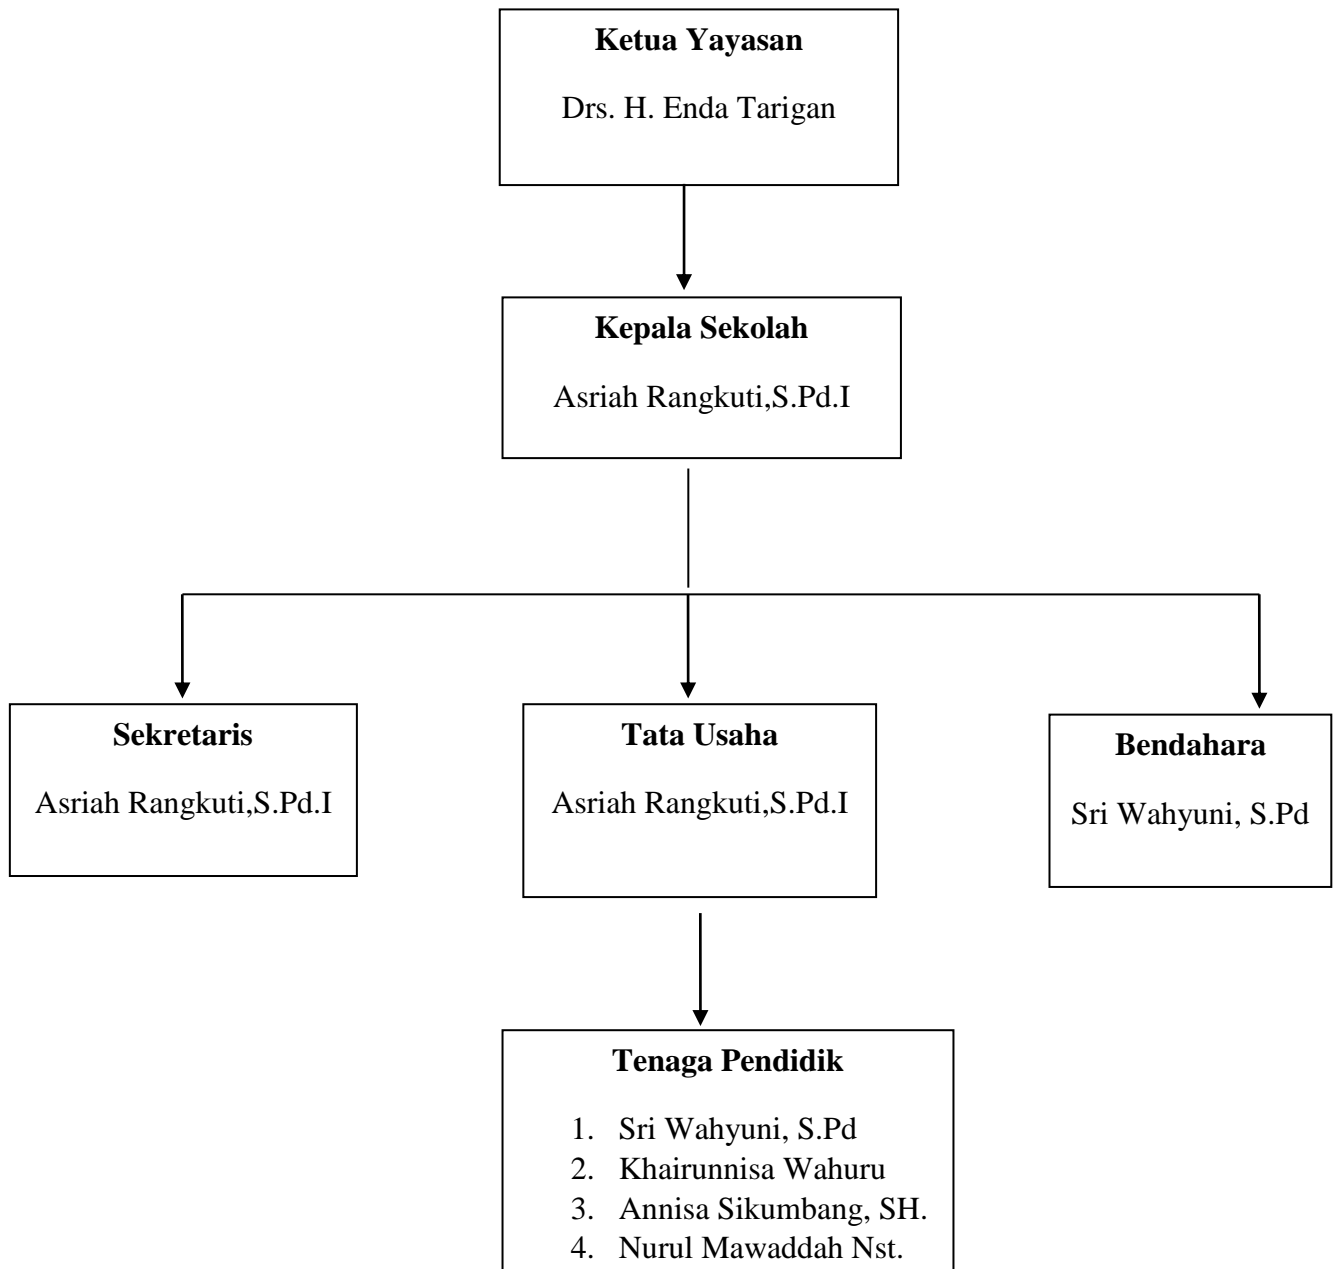 Ketua Yayasan
Drs. H. Enda Tarigan
Kepala Sekolah
Asriah Rangkuti,S.Pd.I
Sekretaris
Asriah Rangkuti,S.Pd.I
Tata Usaha
Asriah Rangkuti,S.Pd.I
Bendahara
Sri Wahyuni, S.Pd
Tenaga Pendidik
1. Sri Wahyuni, S.Pd
2. Khairunnisa Wahuru
3. Annisa Sikumbang, SH.
4. Nurul Mawaddah Nst.